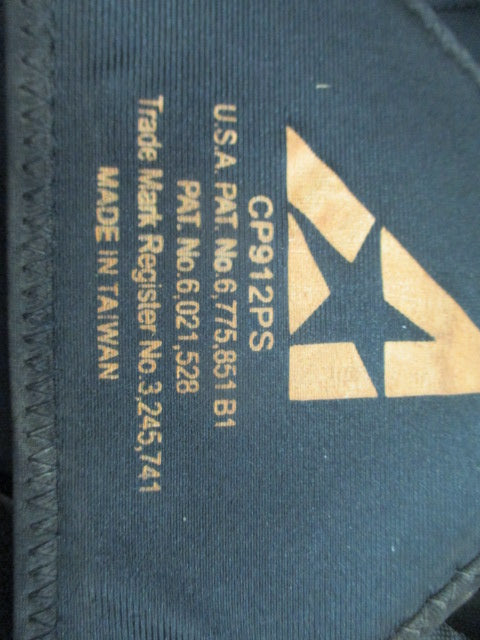 CP912PS
U.S.A PAT. No.6,775,851 B1
PAT. No.6,021,528
Trade Mark Register No.3,245,741
MADE IN TAIWAN